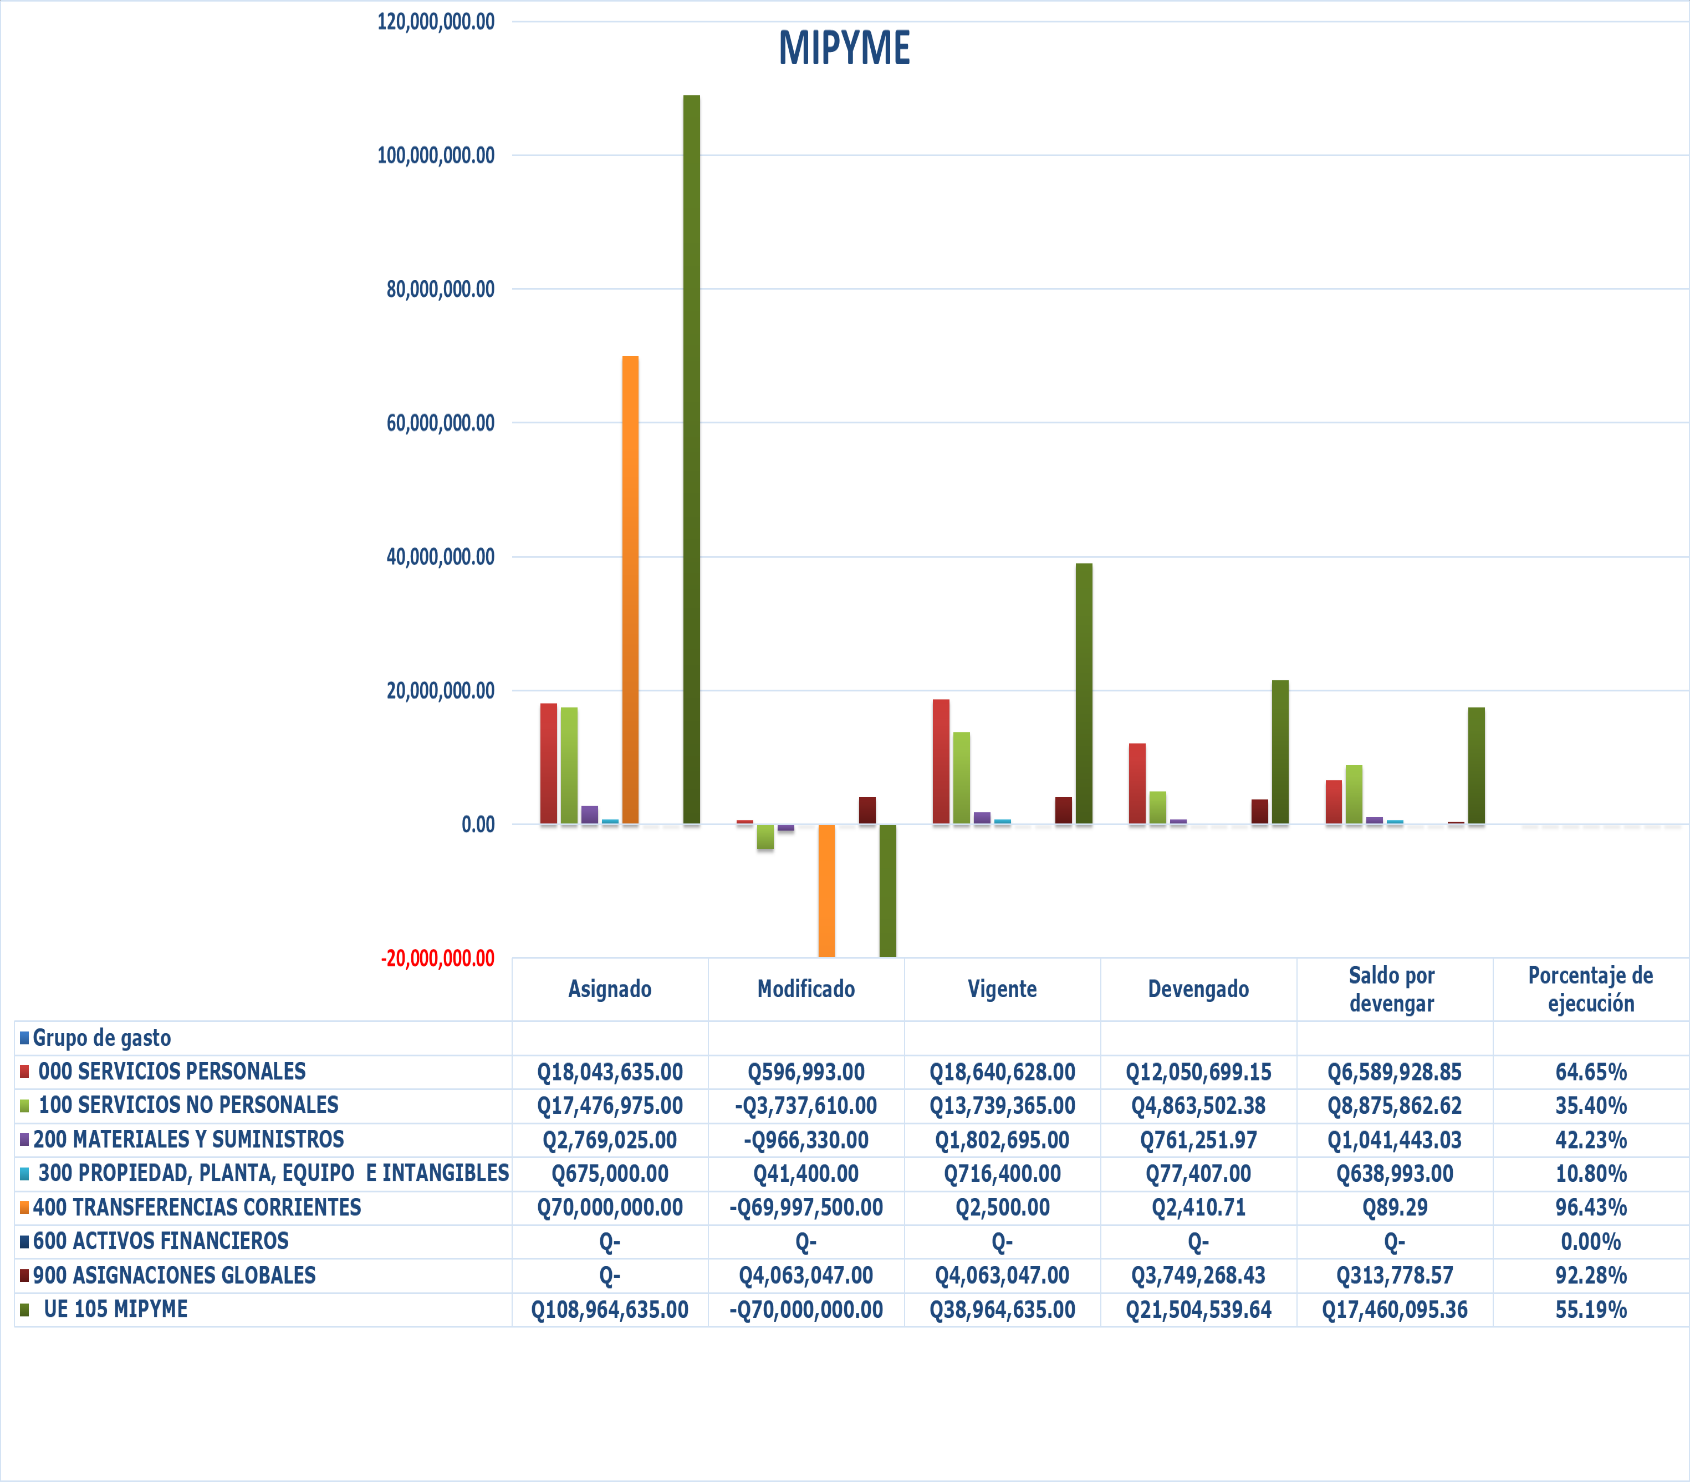 120,000,000.00
MIPYME
100,000,000.00
80,000,000.00
60,000,000.00
40,000,000.00
20,000,000.00
0.00
-20,000,000.00
Asignado Modificado Vigente Devengado Saldo por devengar Porcentaje de ejecución
Grupo de gasto
000 SERVICIOS PERSONALES Q18,043,635.00 Q596,993.00 Q18,640,628.00 Q12,050,699.15 Q6,589,928.85 64.65%
100 SERVICIOS NO PERSONALES Q17,476,975.00 -Q3,737,610.00 Q13,739,365.00 Q4,863,502.38 Q8,875,862.62 35.40%
200 MATERIALES Y SUMINISTROS Q2,769,025.00 -Q966,330.00 Q1,802,695.00 Q761,251.97 Q1,041,443.03 42.23%
300 PROPIEDAD, PLANTA, EQUIPO E INTANGIBLES Q675,000.00 Q41,400.00 Q716,400.00 Q77,407.00 Q638,993.00 10.80%
400 TRANSFERENCIAS CORRIENTES Q70,000,000.00 -Q69,997,500.00 Q2,500.00 Q2,410.71 Q89.29 96.43%
600 ACTIVOS FINANCIEROS Q- Q- Q- Q- Q- 0.00%
900 ASIGNACIONES GLOBALES Q- Q4,063,047.00 Q4,063,047.00 Q3,749,268.43 Q313,778.57 92.28%
UE 105 MIPYME Q108,964,635.00 -Q70,000,000.00 Q38,964,635.00 Q21,504,539.64 Q17,460,095.36 55.19%